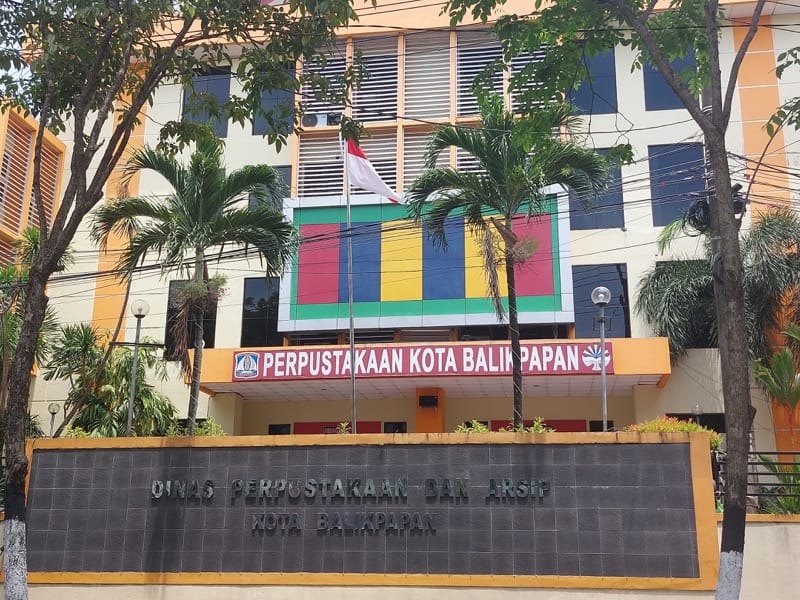 PERPUSTAKAAN KOTA BALIKPAPAN
DINAS PERPUSTAKAAN DAN ARSIP
KOTA BALIKPAPAN